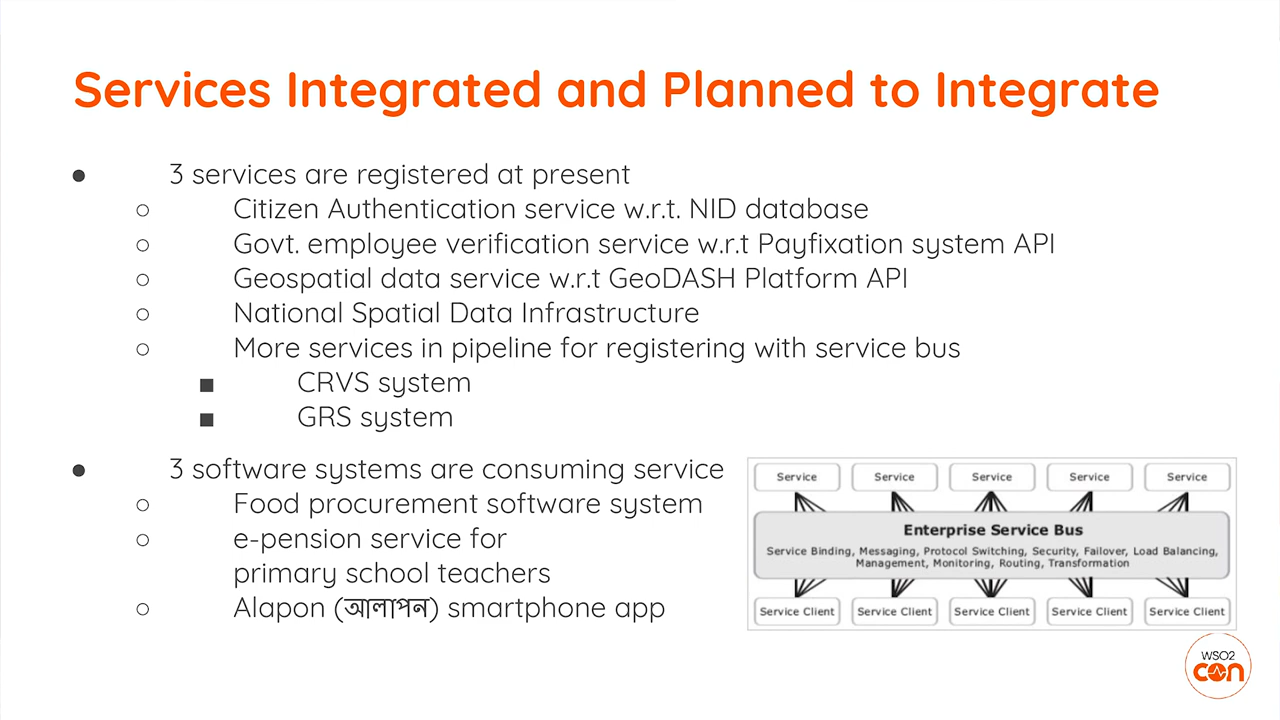 Services Integrated and Planned to Integrate
● 3 services are registered at present
○ Citizen Authentication service w.r.t. NID database
○ Govt. employee verification service w.r.t Payfixation system API
○ Geospatial data service w.r.t GeoDASH Platform API
○ National Spatial Data Infrastructure
○ More services in pipeline for registering with service bus
■ CRVS system
■ GRS system
● 3 software systems are consuming service
○ Food procurement software system
○ e-pension service for
primary school teachers
○ Alapon (আলাপন) smartphone app
Service Service Service Service Service
Enterprise Service Bus
Service Binding, Messaging, Protocol Switching, Security, Failover, Load Balancing,
Management, Monitoring, Routing, Transformation
Service Client Service Client Service Client Service Client Service Client
WSO2
con